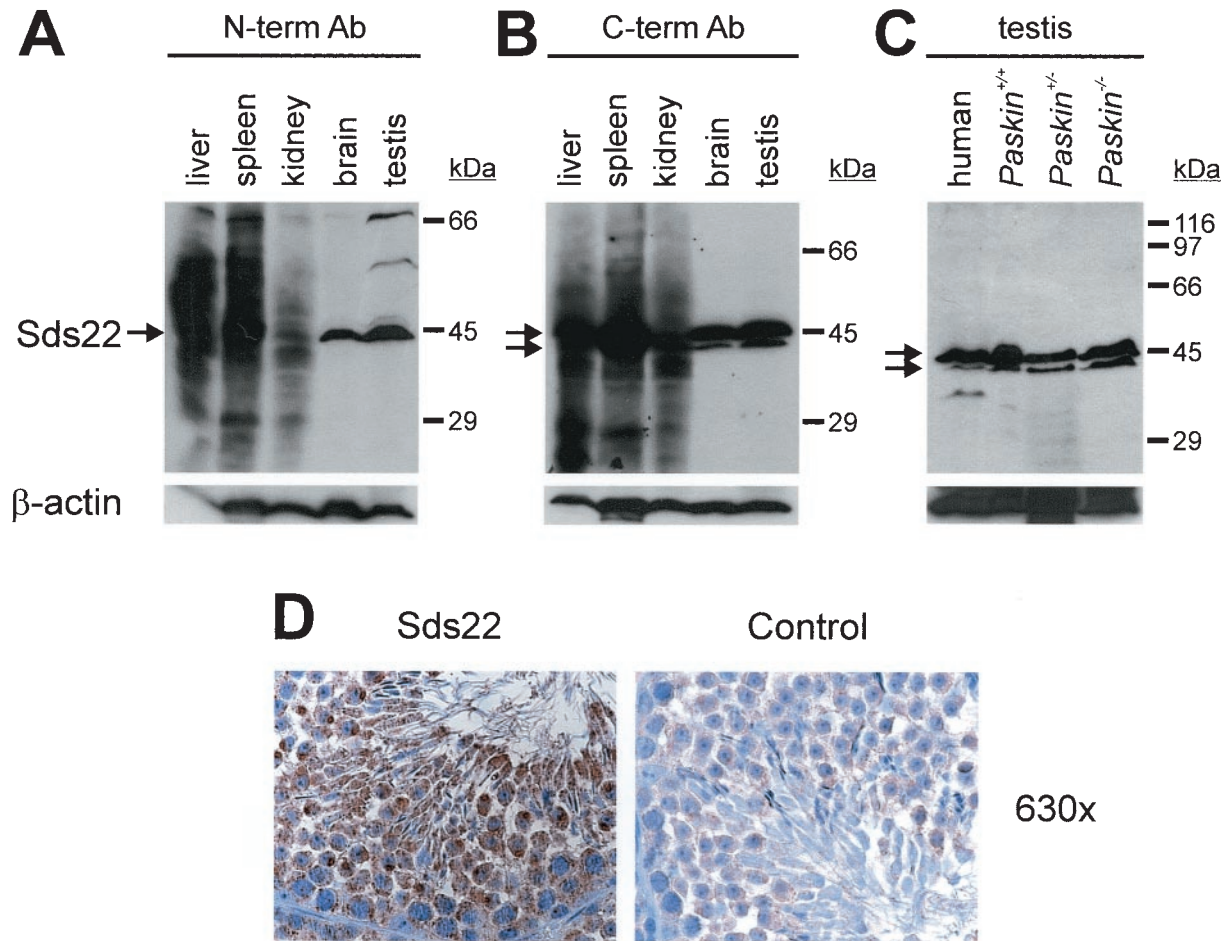 A
N-term Ab
liver
spleen
kidney
brain
testis
kDa
66
45
29
Sds22
β-actin
B
C-term Ab
liver
spleen
kidney
brain
testis
kDa
66
45
29
C
testis
human
Paskin+/+
Paskin+/-
Paskin-/-
kDa
116
97
66
45
29
D
Sds22
Control
630x